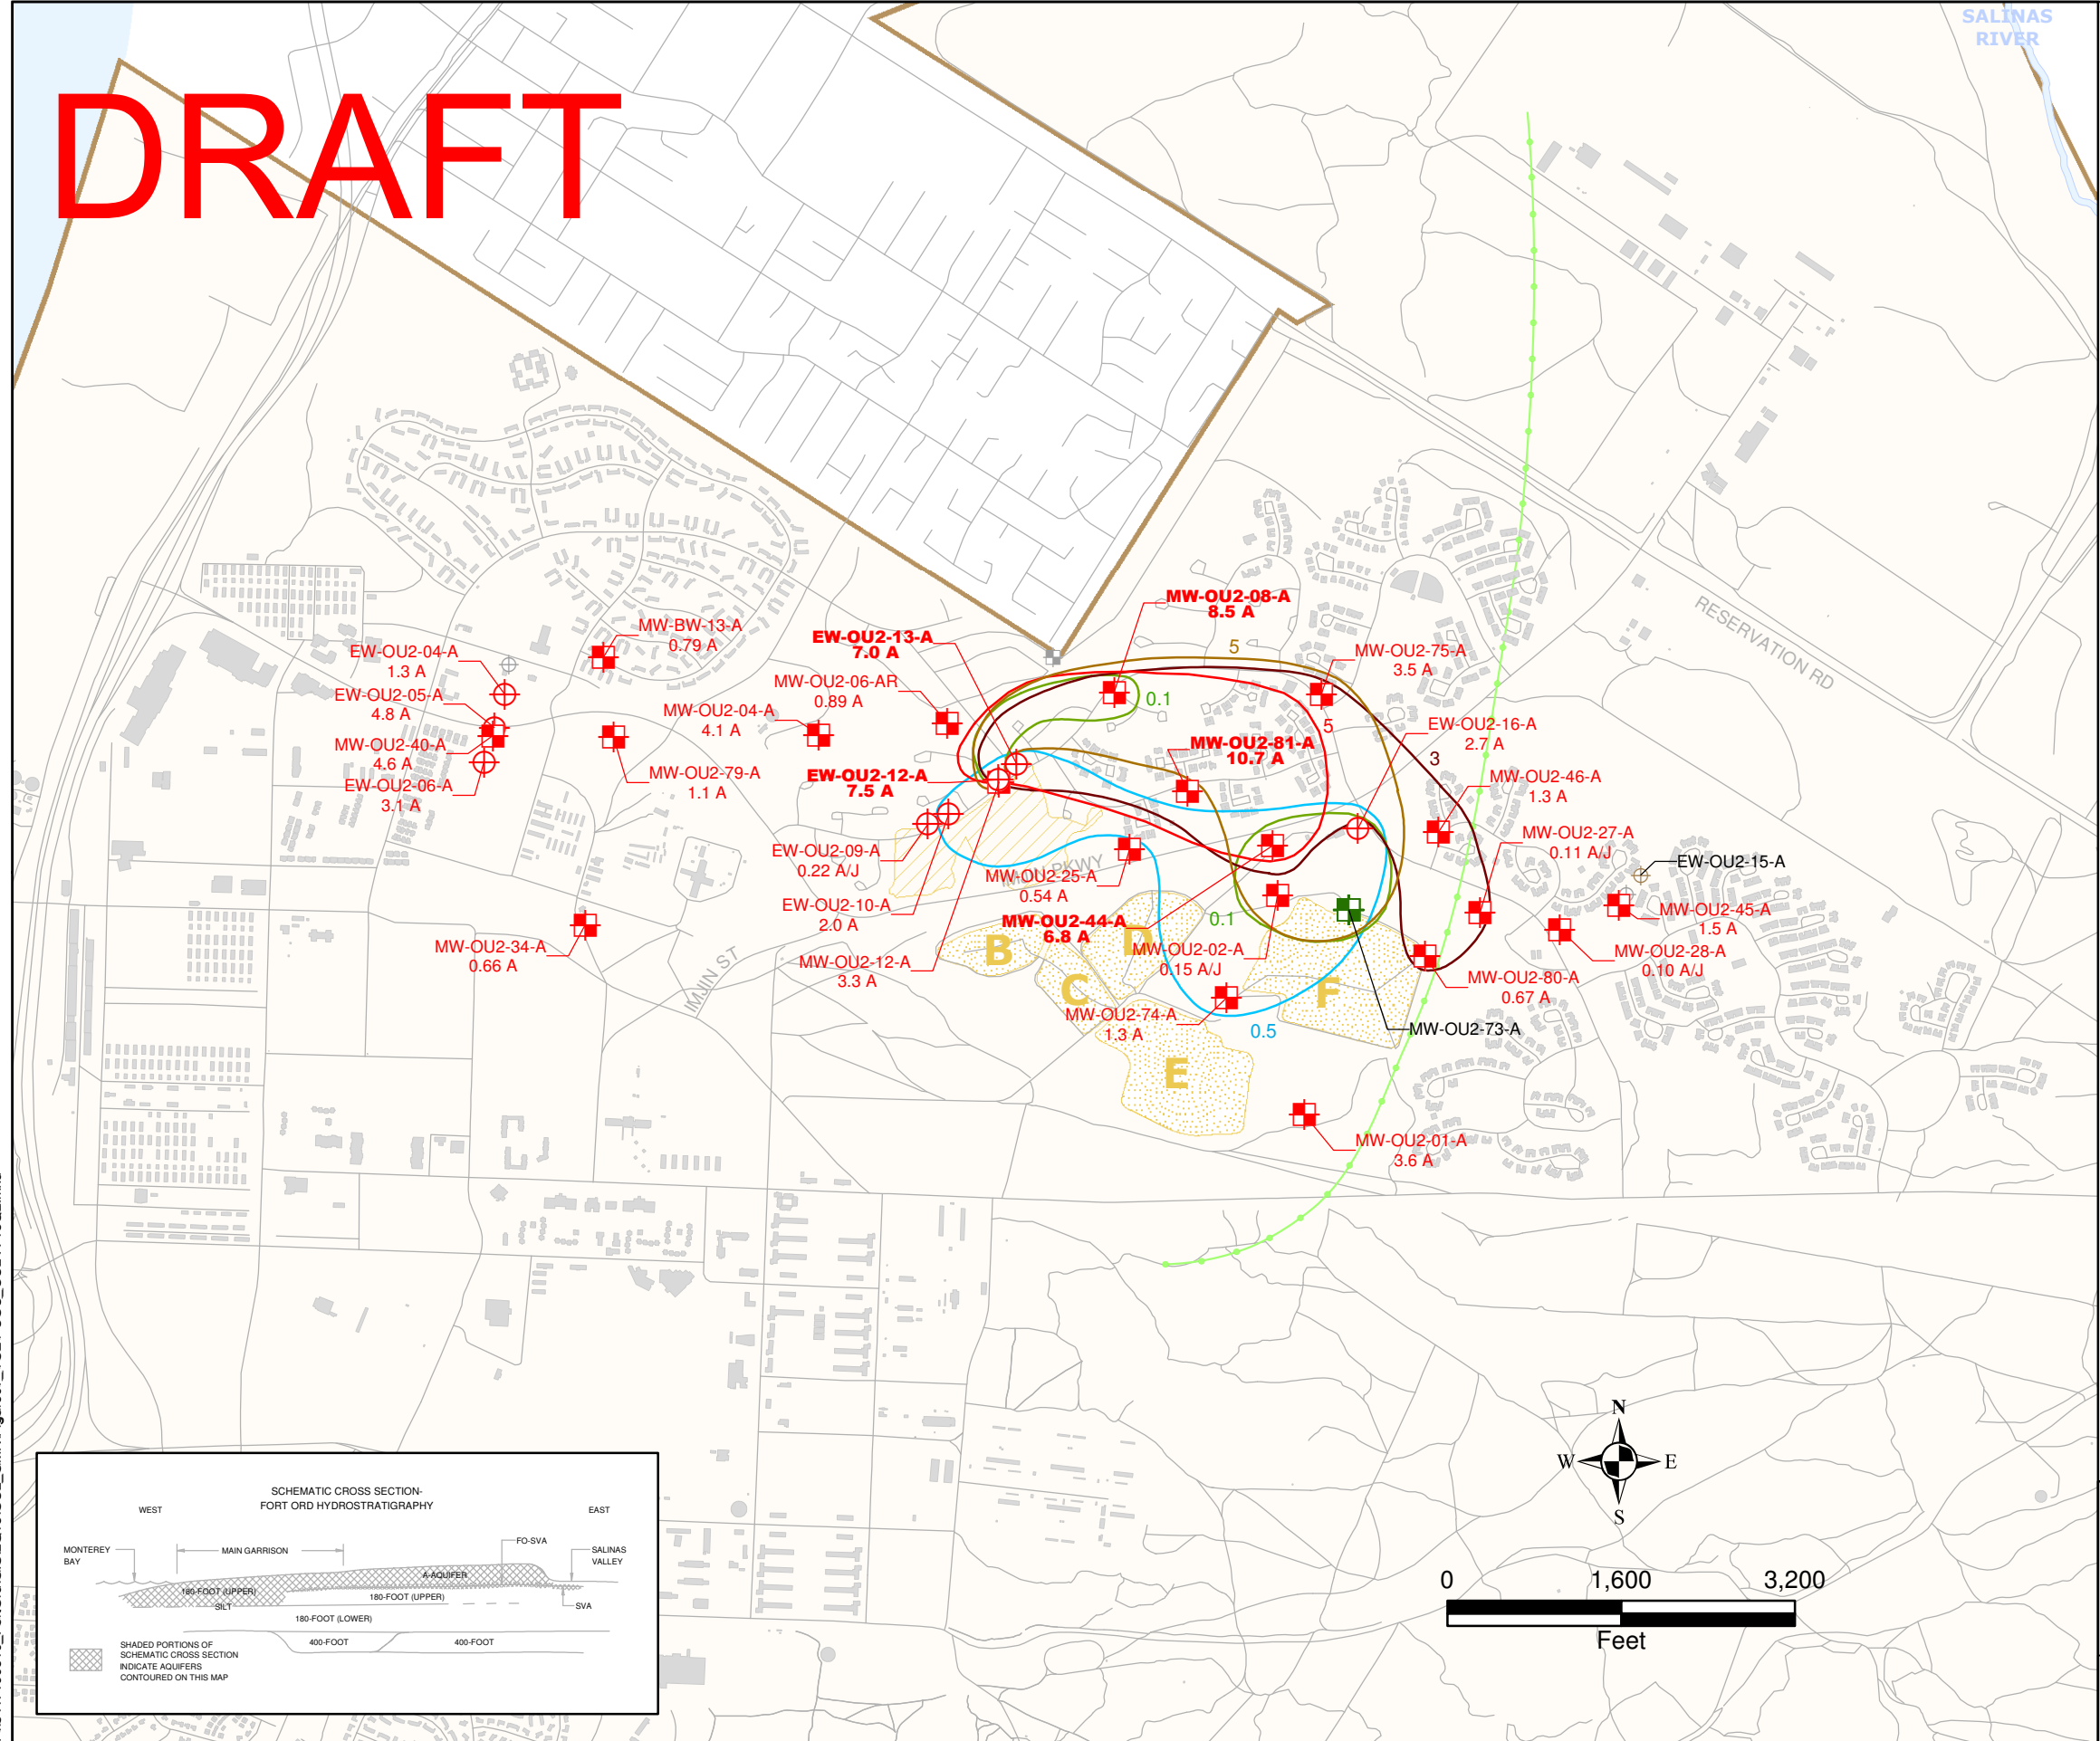 SALINAS
RIVER
DRAFT
RESERVATION RD
MW-OU2-08-A
8.5 A
MW-BW-13-A
0.79 A
EW-OU2-13-A
7.0 A
5
EW-OU2-04-A
1.3 A
MW-OU2-75-A
3.5 A
MW-OU2-06-AR
0.89 A
EW-OU2-05-A
4.8 A
0.1
MW-OU2-04-A
4.1 A
5
EW-OU2-16-A
2.7 A
MW-OU2-40-A
4.6 A
MW-OU2-81-A
10.7 A
3
MW-OU2-79-A
1.1 A
EW-OU2-12-A
7.5 A
MW-OU2-46-A
1.3 A
EW-OU2-06-A
3.1 A
MW-OU2-27-A
0.11 A/J
EW-OU2-09-A
0.22 A/J
EW-OU2-15-A
PKWY
MW-OU2-25-A
0.54 A
EW-OU2-10-A
2.0 A
MW-OU2-45-A
1.5 A
0.1
MW-OU2-44-A
6.8 A
MW-OU2-34-A
0.66 A
IMJIN ST
B
D
MW-OU2-02-A
0.15 A/J
MW-OU2-28-A
0.10 A/J
MW-OU2-12-A
3.3 A
C
F
MW-OU2-80-A
0.67 A
MW-OU2-74-A
1.3 A
0.5
MW-OU2-73-A
E
MW-OU2-01-A
3.6 A
N
W
E
S
0
1,600
3,200
Feet
SCHEMATIC CROSS SECTION-
FORT ORD HYDROSTRATIGRAPHY
WEST
EAST
MONTEREY
BAY
MAIN GARRISON
FO-SVA
SALINAS
VALLEY
A-AQUIFER
180-FOOT (UPPER)
180-FOOT (UPPER)
SILT
SVA
180-FOOT (LOWER)
400-FOOT
400-FOOT
SHADED PORTIONS OF
SCHEMATIC CROSS SECTION
INDICATE AQUIFERS
CONTOURED ON THIS MAP